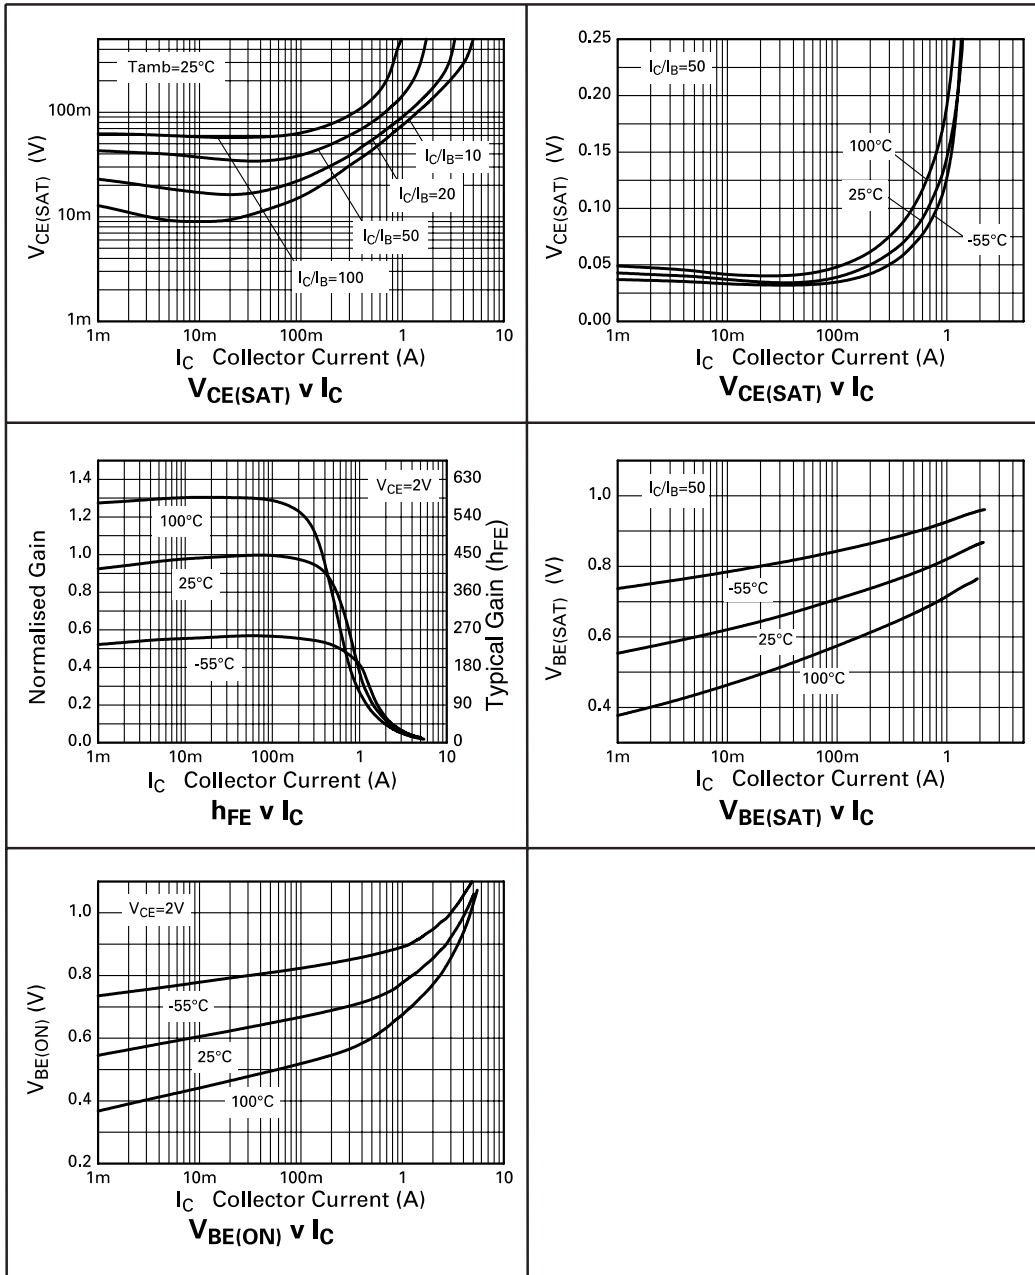 Tamb=25°C
100m
10m
1m
V_CE(SAT) (V)
I_C/I_B=10
I_C/I_B=20
I_C/I_B=50
I_C/I_B=100
1m 10m 100m 1 10
I_C Collector Current (A)
V_CE(SAT) v I_C
I_C/I_B=50
0.25
0.20
0.15
0.10
0.05
0.00
V_CE(SAT) (V)
100°C
25°C
-55°C
1m 10m 100m 1
I_C Collector Current (A)
V_CE(SAT) v I_C
V_CE=2V
1.4
1.2
1.0
0.8
0.6
0.4
0.2
0.0
Normalised Gain
100°C
25°C
-55°C
630
540
450
360
270
180
90
0
Typical Gain (h_FE)
1m 10m 100m 1 10
I_C Collector Current (A)
h_FE v I_C
I_C/I_B=50
1.0
0.8
0.6
0.4
V_BE(SAT) (V)
-55°C
25°C
100°C
1m 10m 100m 1
I_C Collector Current (A)
V_BE(SAT) v I_C
V_CE=2V
1.0
0.8
0.6
0.4
0.2
V_BE(ON) (V)
-55°C
25°C
100°C
1m 10m 100m 1 10
I_C Collector Current (A)
V_BE(ON) v I_C